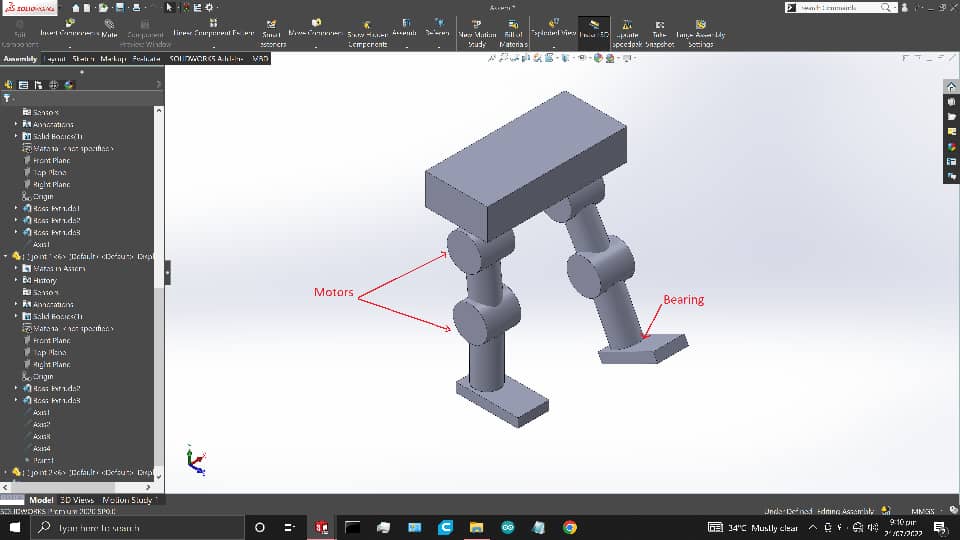 SOLIDWORKS
Assem *
Search Commands
Edit Component
Insert Components
Mate
Component Preview Window
Linear Component Pattern
Smart Fasteners
Move Component
Show Hidden Components
Assemb
Referen
New Motion Study
Bill of Materials
Exploded View
Instant3D
Update Speedpak
Take Snapshot
Large Assembly Settings
Assembly Layout Sketch Markup Evaluate SOLIDWORKS Add-Ins MBD
Sensors
Annotations
Solid Bodies(1)
Material <not specified>
Front Plane
Top Plane
Right Plane
Origin
Boss-Extrude1
Boss-Extrude2
Boss-Extrude3
Axis1
(-) Joint 1<6> (Default) <<Default>_Displ
Mates in Assem
History
Sensors
Annotations
Solid Bodies(1)
Material <not specified>
Front Plane
Top Plane
Right Plane
Origin
Boss-Extrude2
Boss-Extrude3
Axis1
Axis2
Axis3
Axis4
Point1
(-) Joint 2<6> (Default) <<Default>_Displ
Motors
Bearing
Model 3D Views Motion Study 1
SOLIDWORKS Premium 2020 SP0.0
Under Defined Editing Assembly MMGS
Type here to search
34°C Mostly clear
9:10 pm
21/07/2022